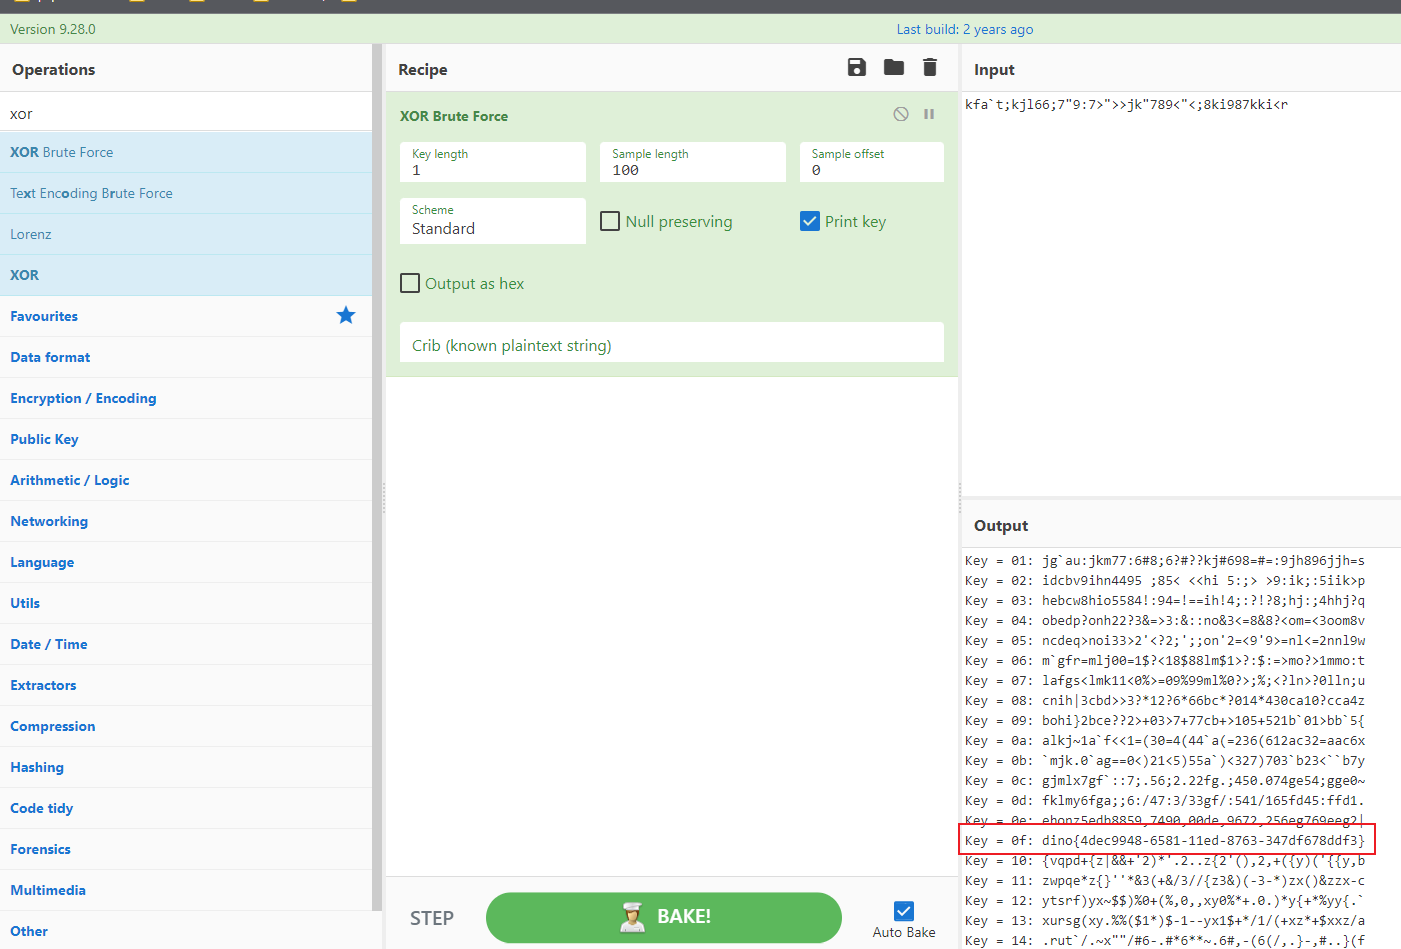 Version 9.28.0
Last build: 2 years ago
Operations
xor
XOR Brute Force
Text Encoding Brute Force
Lorenz
XOR
Favourites
Data format
Encryption / Encoding
Public Key
Arithmetic / Logic
Networking
Language
Utils
Date / Time
Extractors
Compression
Hashing
Code tidy
Forensics
Multimedia
Other
Recipe
XOR Brute Force
Key length
1
Sample length
100
Sample offset
0
Scheme
Standard
Null preserving
Print key
Output as hex
Crib (known plaintext string)
STEP
BAKE!
Auto Bake
Input
kfa`t;kjl66;7"9:7>">>jk"789<"<;8ki987kki<r
Output
Key = 01: jg`au:jkm77:6#8;6?#??kj#698=#=:9jh896jjh=s
Key = 02: idcbv9ihn4495 ;85< <<hi 5:;> >9:ik;:5iik>p
Key = 03: hebcw8hio5584!:94=!==ih!4;:?!?8;hj:;4hhj?q
Key = 04: obedp?onh22?3&=>3:&::no&3<=8&8?<om=<3oom8v
Key = 05: ncdeq>noi33>2'<?2;';;on'2=<9'9>=nl<=2nnl9w
Key = 06: m`gfr=mlj00=1$?<18$88lm$1>?:$:=>mo?>1mmo:t
Key = 07: lafgs<lmk11<0%>=09%99ml%0?>;%;<?ln>?0lln;u
Key = 08: cnih|3cbd>>3?*12?6*66bc*?014*430ca10?cca4z
Key = 09: bohi}2bce??2>+03>7+77cb+>105+521b`01>bb`5{
Key = 0a: alkj~1a`f<<1=(30=4(44`a(=236(612ac32=aac6x
Key = 0b: `mjk.0`ag==0<)21<5)55a`)<327)703`b23<``b7y
Key = 0c: gjmlx7gf`::7;.56;2.22fg.;450.074ge54;gge0~
Key = 0d: fklmy6fga;;6:/47:3/33gf/:541/165fd45:ffd1.
Key = 0e: ehonz5edb8859,7490,00de,9672,256eg769eeg2|
Key = 0f: dino{4dec9948-6581-11ed-8763-347df678ddf3}
Key = 10: {vqpd+{z|&&+'2)*'.2..z{2'(),2,+({y)('{{y,b
Key = 11: zwpqe*z{}''*&3(+&/3//{z3&)(-3-*)zx()&zzx-c
Key = 12: ytsrf)yx~$$)%0+(%,0,,xy0%*+.0.)*y{+*%yy{.`
Key = 13: xursg(xy.%%($1*)$-1--yx1$+*/1/(+xz*+$xxz/a
Key = 14: .rut`/.~x""/#6-.#*6**~.6#,-(6(/,.}-,#..}(f